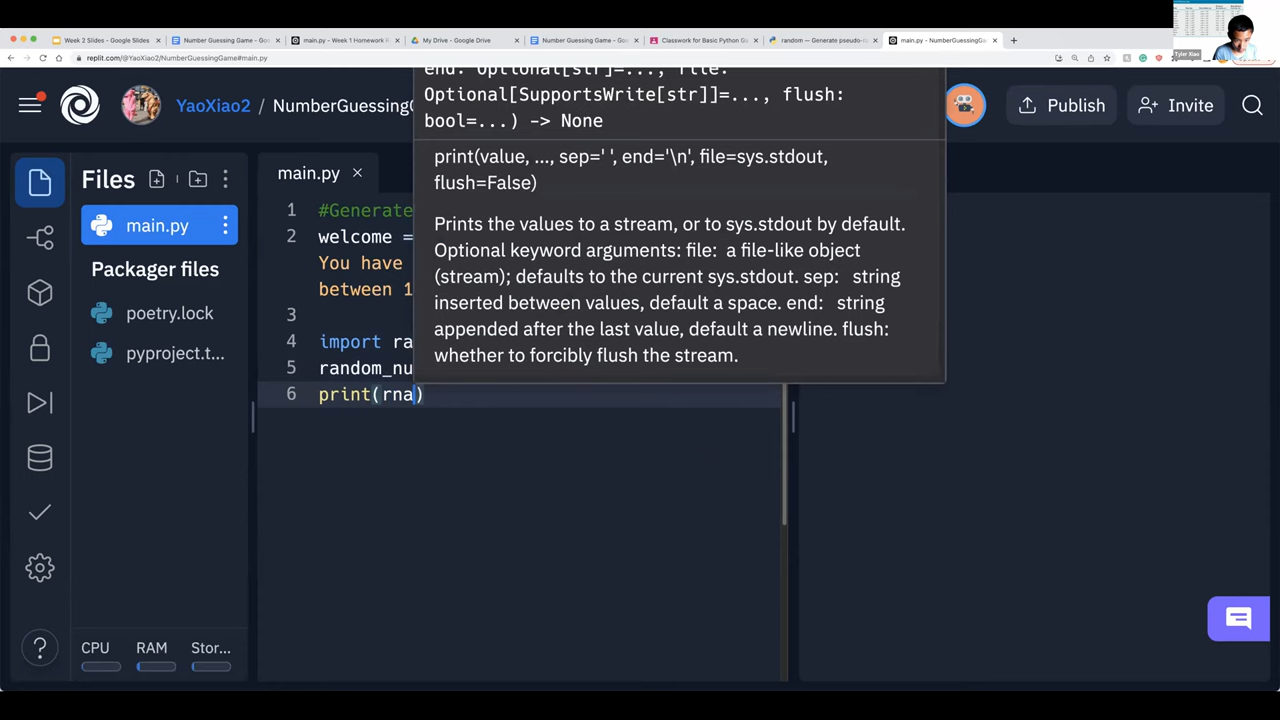 Week 2 Slides - Google Slides
Number Guessing Game - Go
main.py - Week 1 Homework R
My Drive - Google Drive
Number Guessing Game - Go
Classwork for Basic Python Gu
random — Generate pseudo-ra
main.py - NumberGuessingGa
replit.com/@YaoXiao2/NumberGuessingGame#main.py
Tyler Xiao
YaoXiao2 / NumberGuessingG
Publish
Invite
end: Optional[str]=..., file:
Optional[SupportsWrite[str]]=..., flush:
bool=...) -> None
print(value, ..., sep=' ', end='\n', file=sys.stdout,
flush=False)
Prints the values to a stream, or to sys.stdout by default.
Optional keyword arguments: file: a file-like object
(stream); defaults to the current sys.stdout. sep: string
inserted between values, default a space. end: string
appended after the last value, default a newline. flush:
whether to forcibly flush the stream.
Files
main.py
Packager files
poetry.lock
pyproject.t...
main.py
1 #Generate
2 welcome =
You have
between 1
3
4 import ra
5 random_nu
6 print(rna)
CPU RAM Stor...